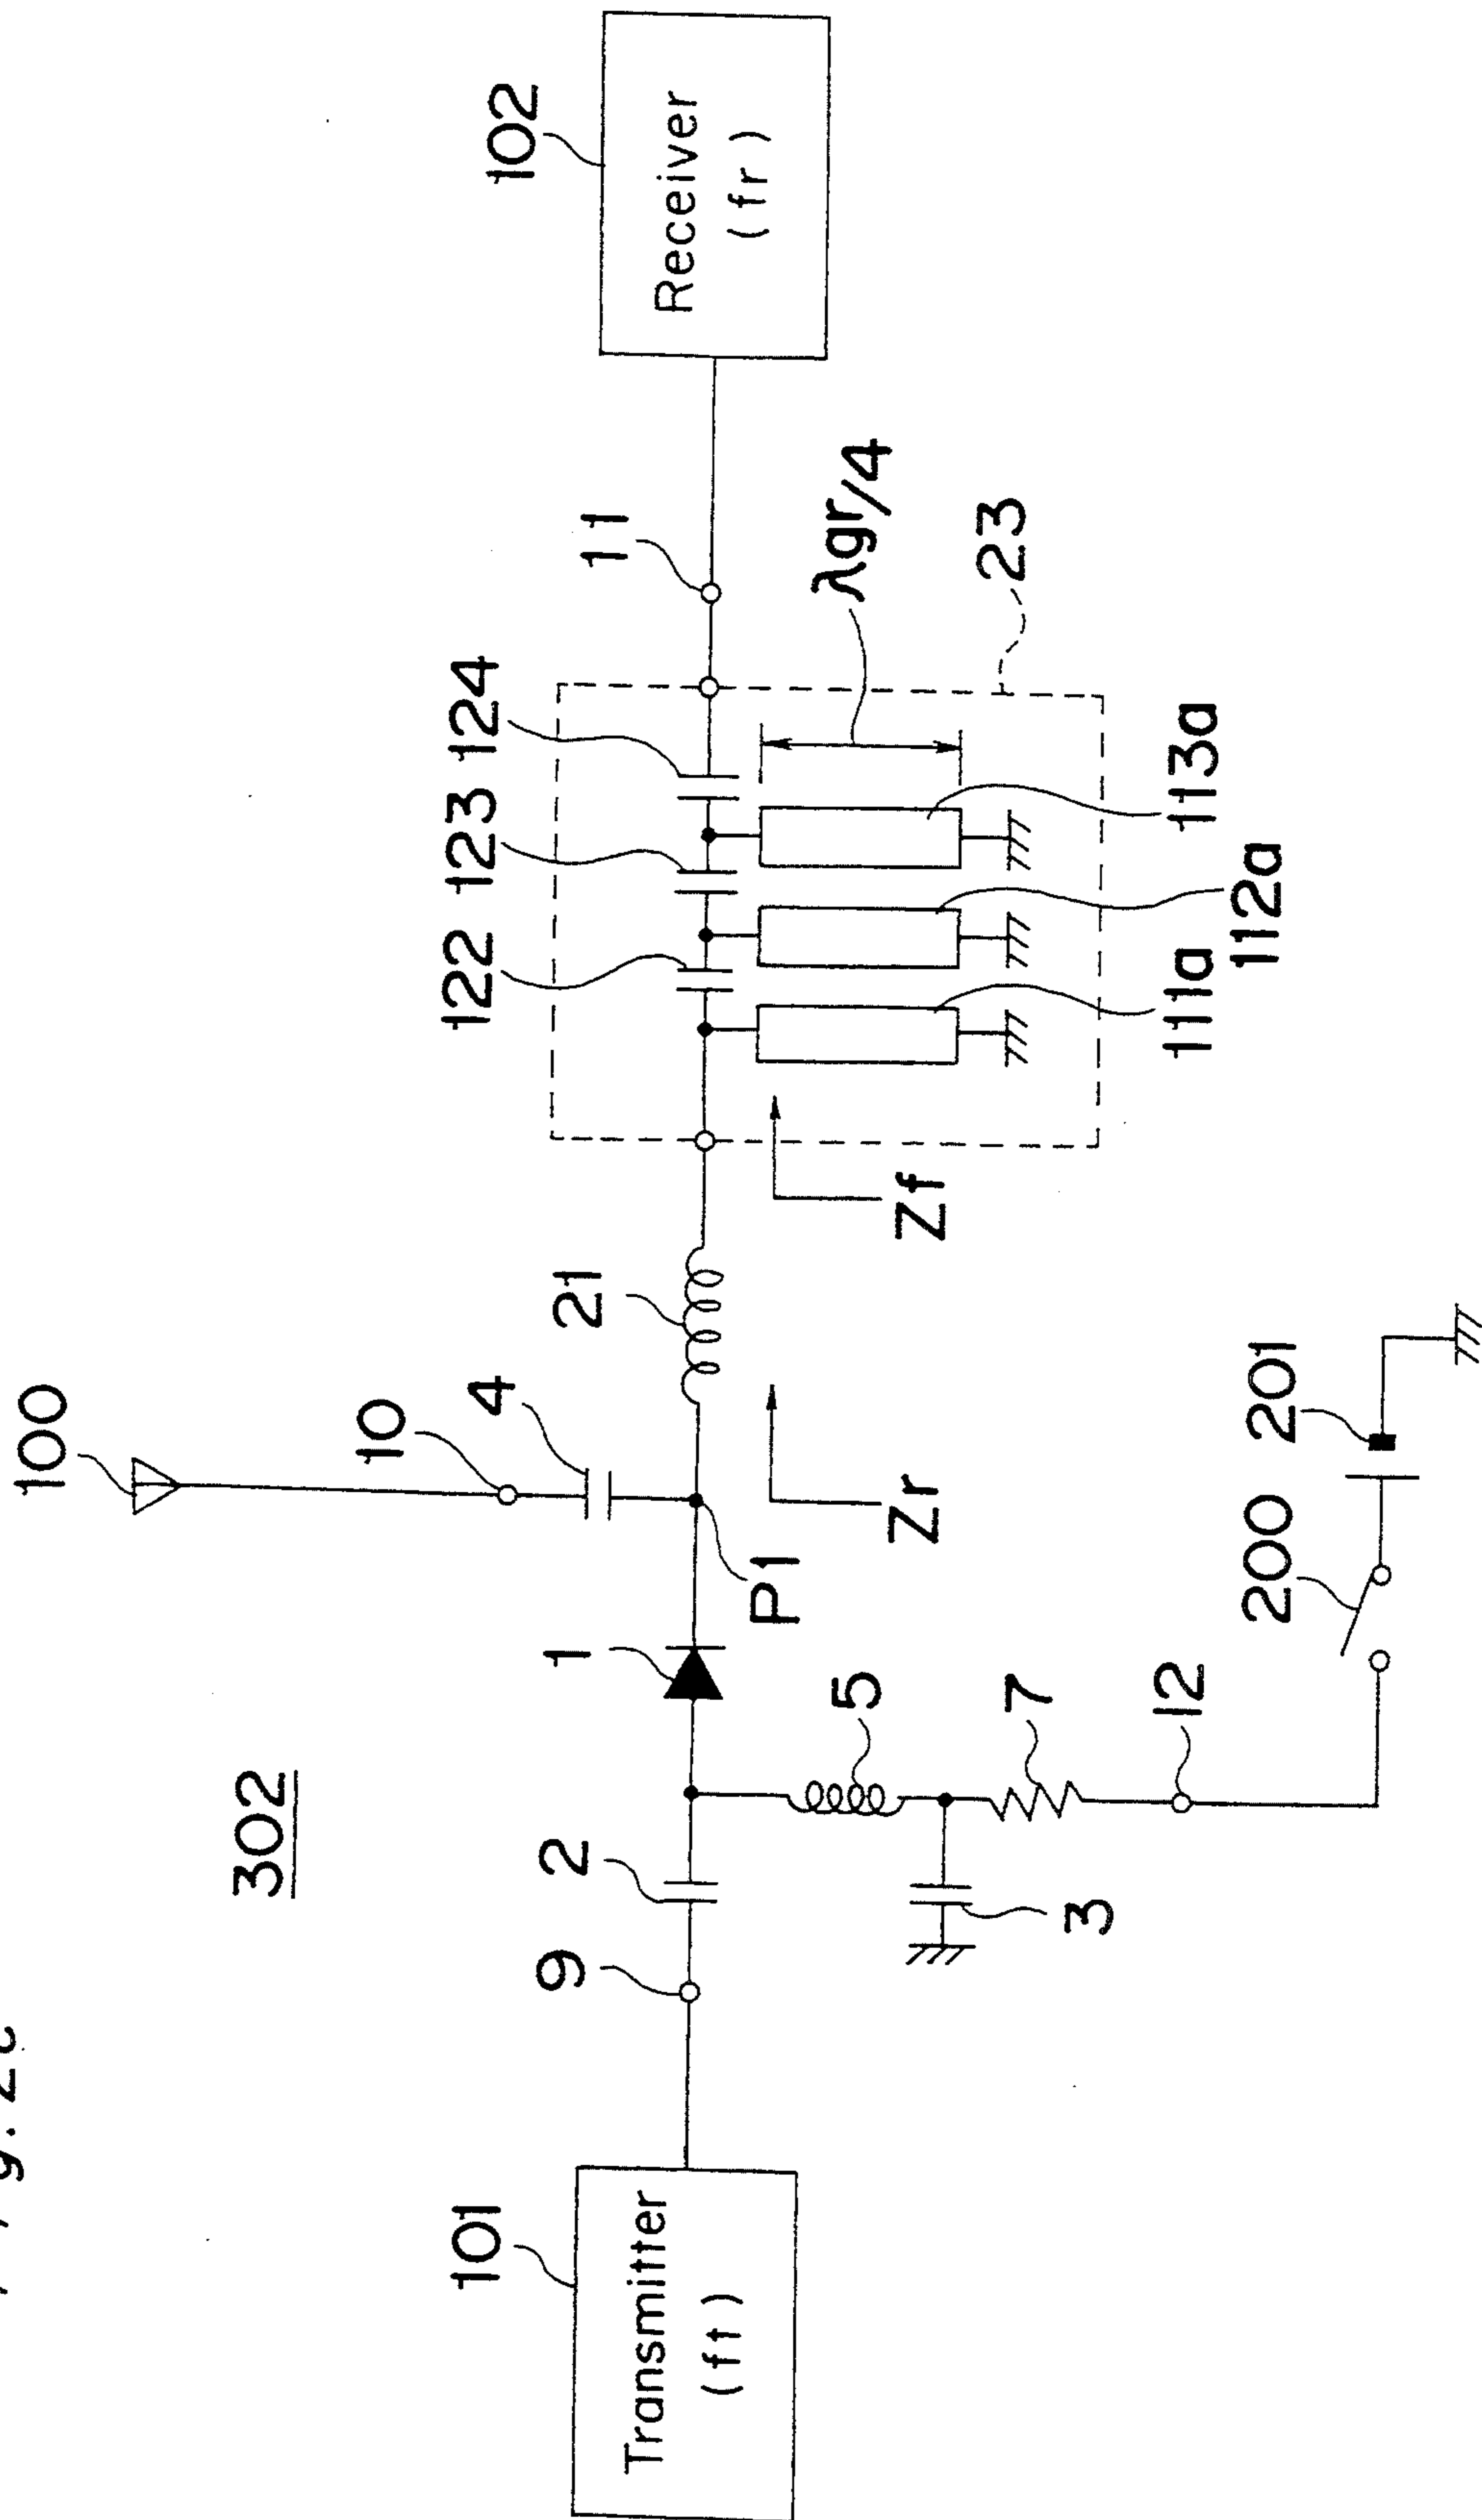 302
100
10
4
101
Transmitter
(ft)
9
2
1
P1
21
Zr
Zf
122
123
124
11
102
Receiver
(fr)
λgr/4
23
111a
112a
113a
5
3
7
12
200
201